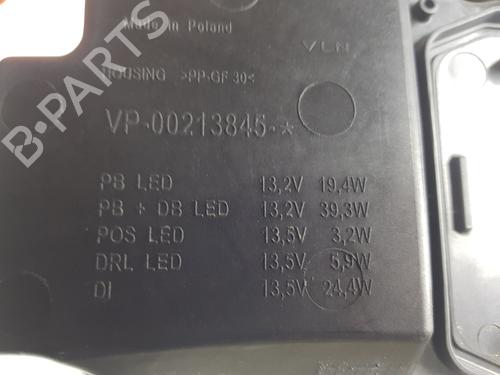 Made in Poland
VLN
HOUSING >PP-GF 30<
VP-00213845-*
PB LED 13,2V 19,4W
PB + DB LED 13,2V 39,3W
POS LED 13,5V 3,2W
DRL LED 13,5V 5,9W
DI 13,5V 24,4W
B-PARTS